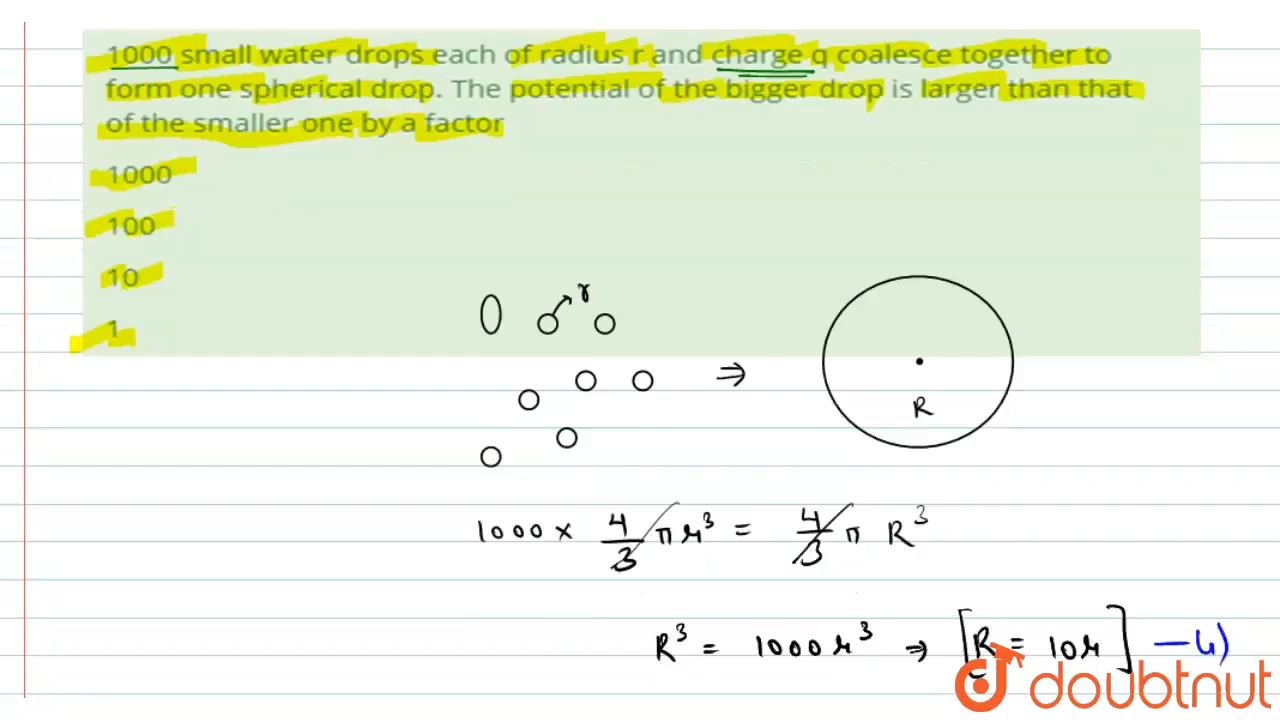 1000 small water drops each of radius r and charge q coalesce together to
form one spherical drop. The potential of the bigger drop is larger than that
of the smaller one by a factor
1000
100
10
1
r
R
1000 × 4/3 π r³ = 4/3 π R³
R³ = 1000 r³ ⇒ [R = 10r] —(1)
doubtnut